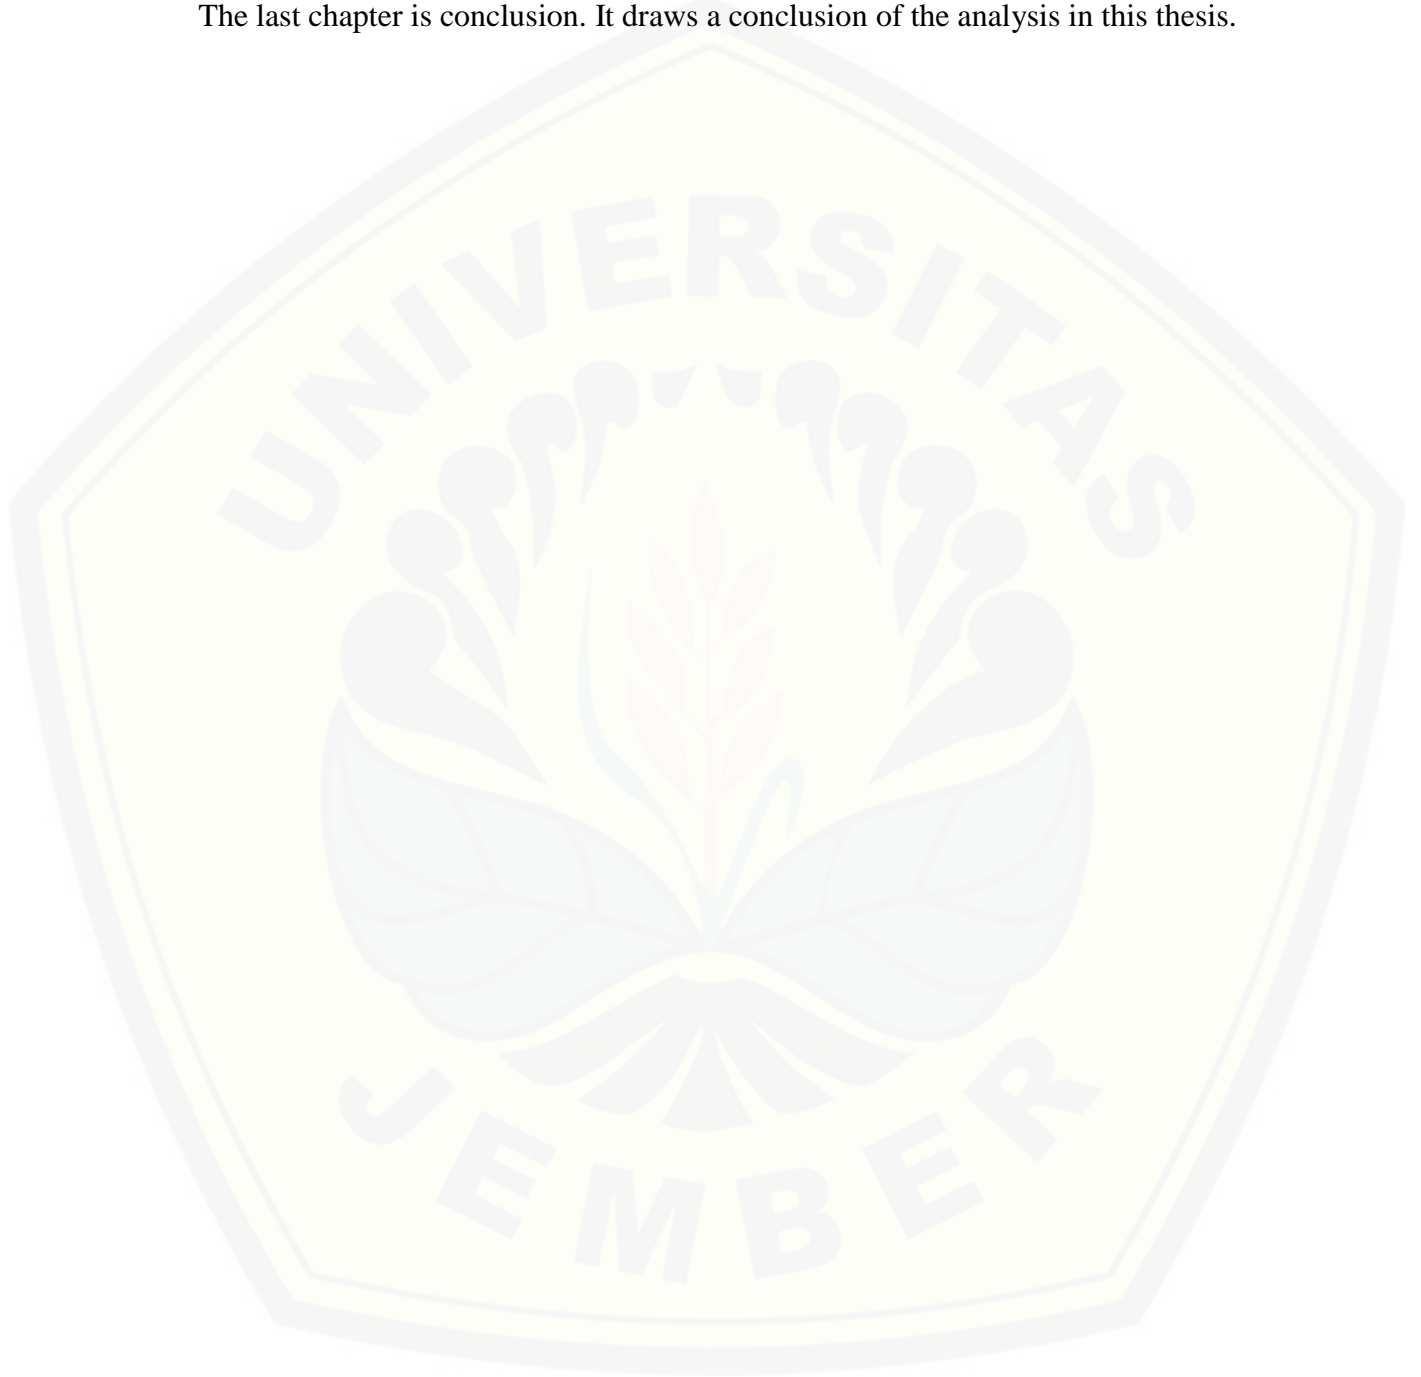 The last chapter is conclusion. It draws a conclusion of the analysis in this thesis.
UNIVERSITAS
JEMBER